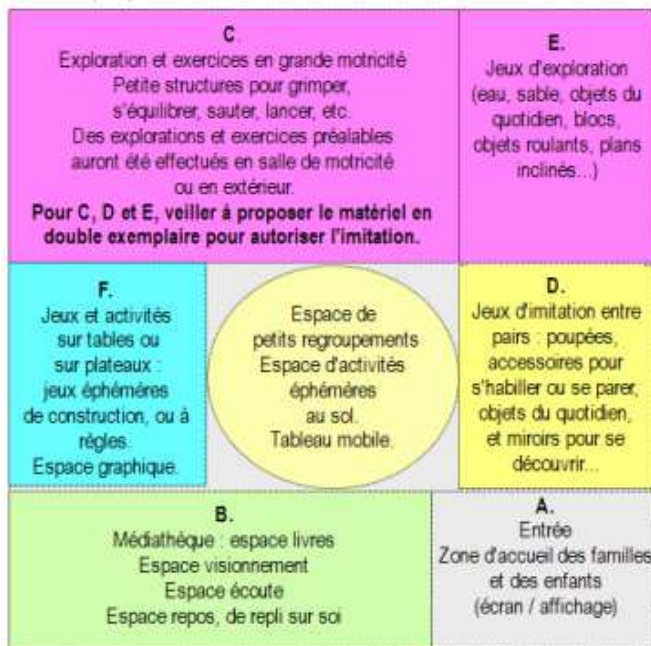 C.
Exploration et exercices en grande motricité
Petite structures pour grimper,
s'équilibrer, sauter, lancer, etc.
Des explorations et exercices préalables
auront été effectués en salle de motricité
ou en extérieur.
Pour C, D et E, veiller à proposer le matériel en
double exemplaire pour autoriser l'imitation.
E.
Jeux d'exploration
(eau, sable, objets du
quotidien, blocs,
objets roulants, plans
inclinés...)
F.
Jeux et activités
sur tables ou
sur plateaux :
jeux éphémères
de construction, ou à
règles.
Espace graphique.
Espace de
petits regroupements
Espace d'activités
éphémères
au sol.
Tableau mobile.
D.
Jeux d'imitation entre
pairs : poupées,
accessoires pour
s'habiller ou se parer,
objets du quotidien,
et miroirs pour se
découvrir...
B.
Médiathèque : espace livres
Espace visionnement
Espace écoute
Espace repos, de repli sur soi
A.
Entrée
Zone d'accueil des familles
et des enfants
(écran / affichage)